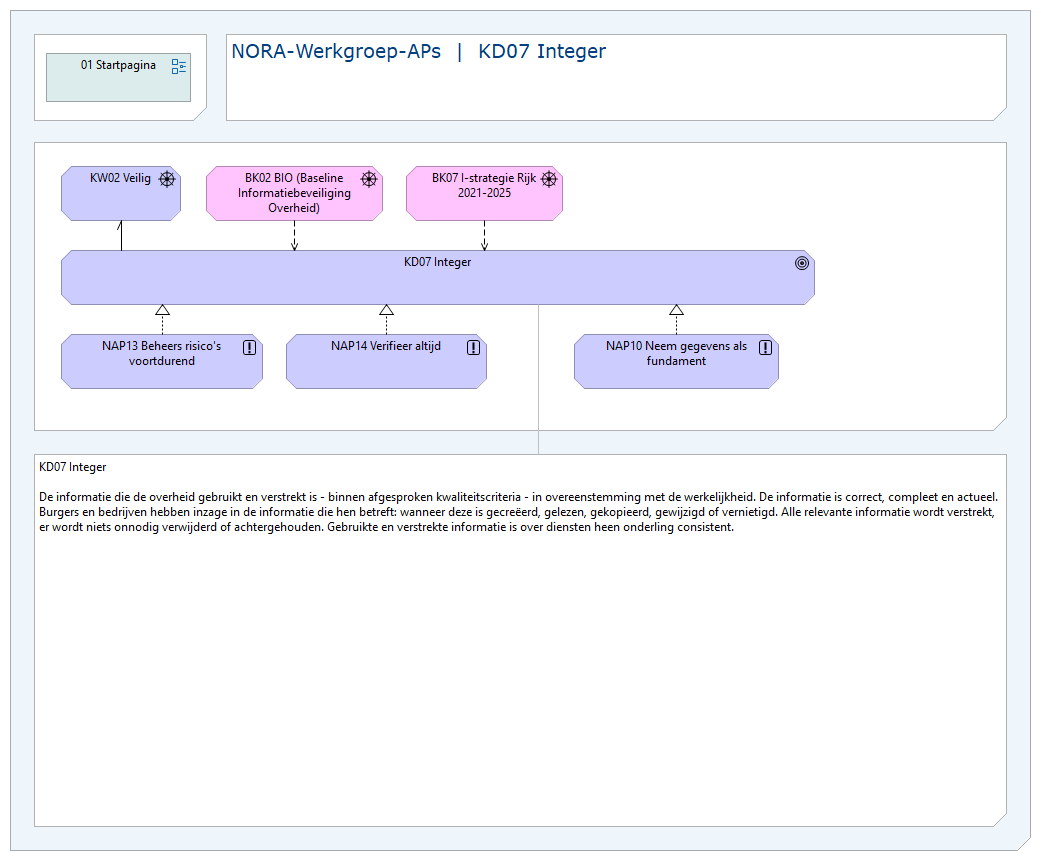 01 Startpagina
NORA-Werkgroep-APs | KD07 Integer
KW02 Veilig
BK02 BIO (Baseline
Informatiebeveiliging
Overheid)
BK07 I-strategie Rijk
2021-2025
KD07 Integer
NAP13 Beheers risico's
voortdurend
NAP14 Verifieer altijd
NAP10 Neem gegevens als
fundament
KD07 Integer
De informatie die de overheid gebruikt en verstrekt is - binnen afgesproken kwaliteitscriteria - in overeenstemming met de werkelijkheid. De informatie is correct, compleet en actueel.
Burgers en bedrijven hebben inzage in de informatie die hen betreft: wanneer deze is gecreëerd, gelezen, gekopieerd, gewijzigd of vernietigd. Alle relevante informatie wordt verstrekt,
er wordt niets onnodig verwijderd of achtergehouden. Gebruikte en verstrekte informatie is over diensten heen onderling consistent.